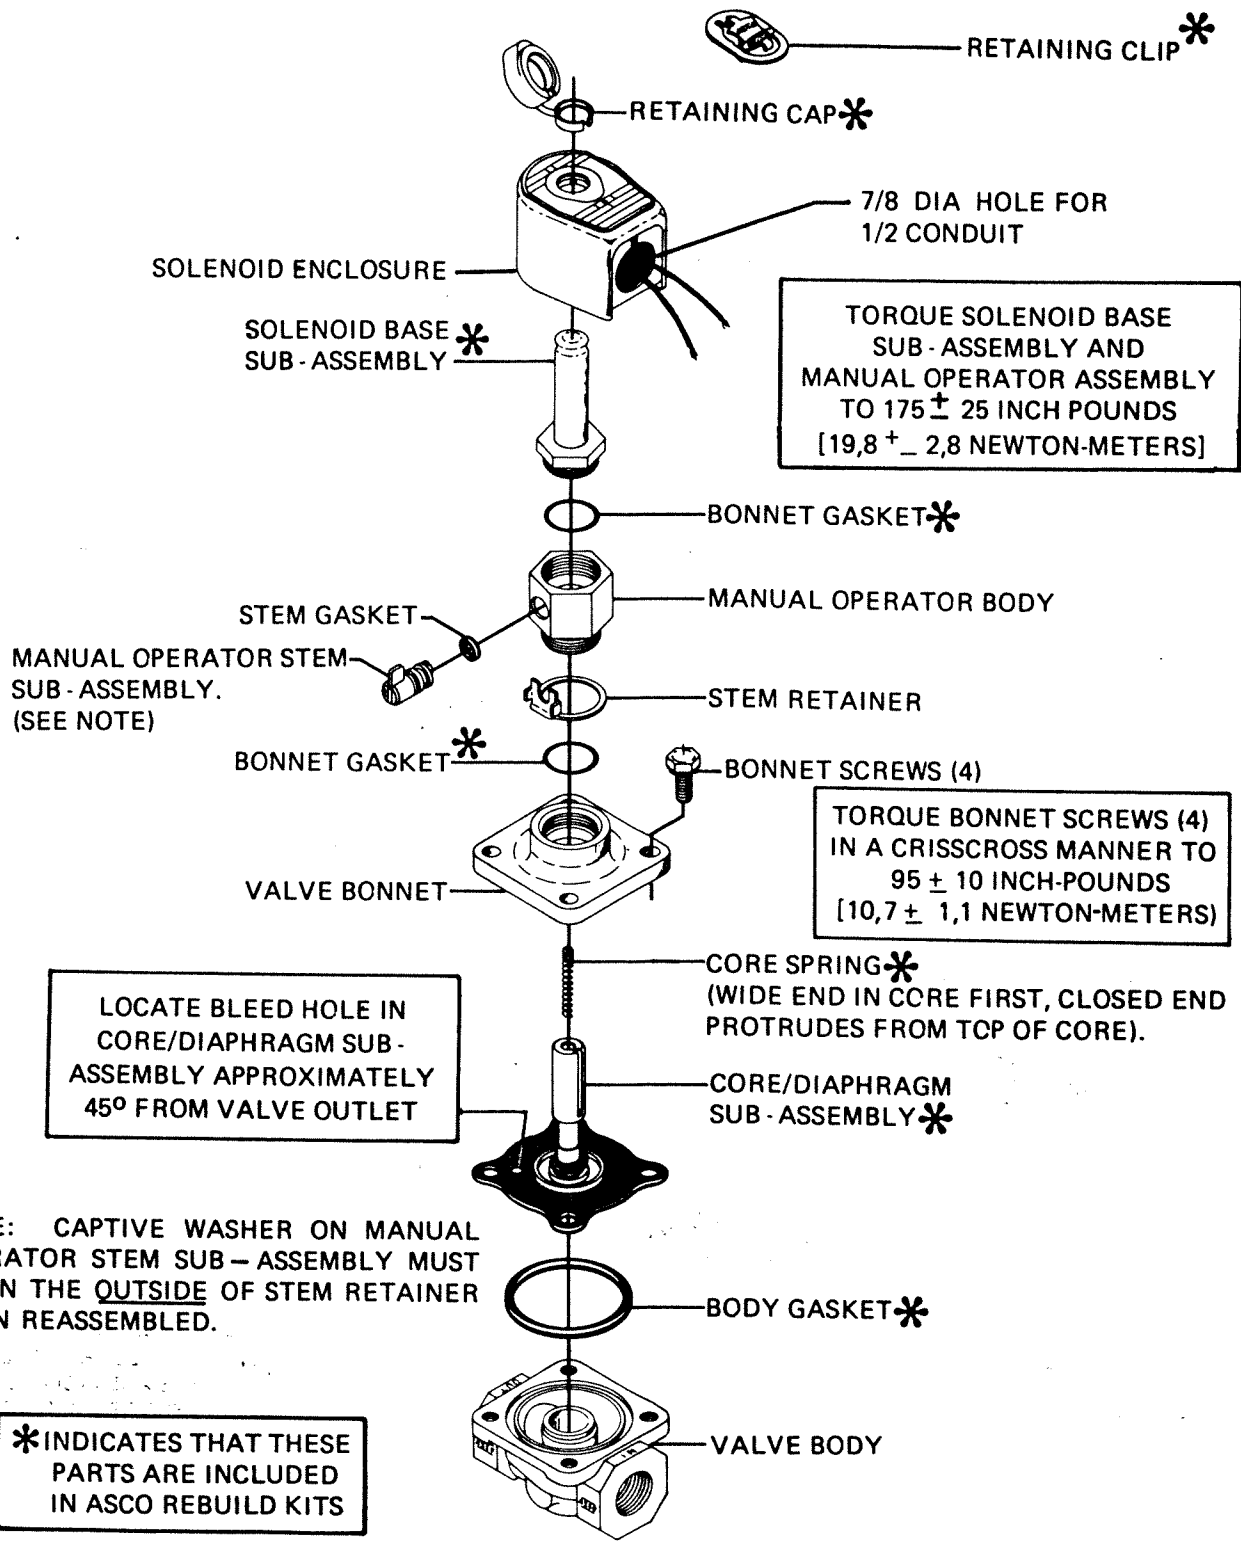 RETAINING CLIP*
RETAINING CAP*
7/8 DIA HOLE FOR
1/2 CONDUIT
SOLENOID ENCLOSURE
TORQUE SOLENOID BASE
SUB-ASSEMBLY AND
MANUAL OPERATOR ASSEMBLY
TO 175 ± 25 INCH POUNDS
[19,8 +_ 2,8 NEWTON-METERS]
SOLENOID BASE *
SUB-ASSEMBLY
BONNET GASKET*
MANUAL OPERATOR BODY
STEM GASKET
MANUAL OPERATOR STEM
SUB-ASSEMBLY.
(SEE NOTE)
STEM RETAINER
BONNET GASKET*
BONNET SCREWS (4)
TORQUE BONNET SCREWS (4)
IN A CRISSCROSS MANNER TO
95 ± 10 INCH-POUNDS
[10,7 ± 1,1 NEWTON-METERS)
VALVE BONNET
CORE SPRING*
(WIDE END IN CORE FIRST, CLOSED END
PROTRUDES FROM TOP OF CORE).
LOCATE BLEED HOLE IN
CORE/DIAPHRAGM SUB-
ASSEMBLY APPROXIMATELY
45º FROM VALVE OUTLET
CORE/DIAPHRAGM
SUB-ASSEMBLY*
E: CAPTIVE WASHER ON MANUAL
RATOR STEM SUB–ASSEMBLY MUST
N THE OUTSIDE OF STEM RETAINER
N REASSEMBLED.
BODY GASKET*
VALVE BODY
*INDICATES THAT THESE
PARTS ARE INCLUDED
IN ASCO REBUILD KITS